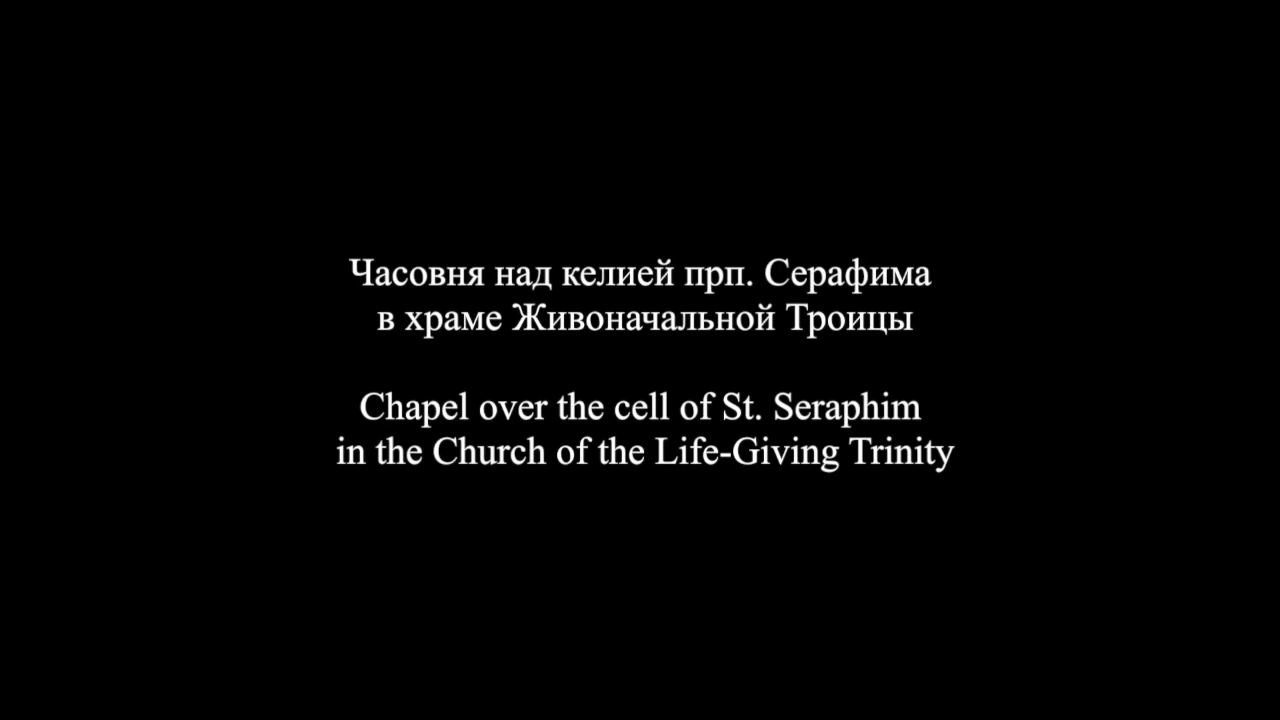 Часовня над келией прп. Серафима
в храме Живоначальной Троицы
Chapel over the cell of St. Seraphim
in the Church of the Life-Giving Trinity